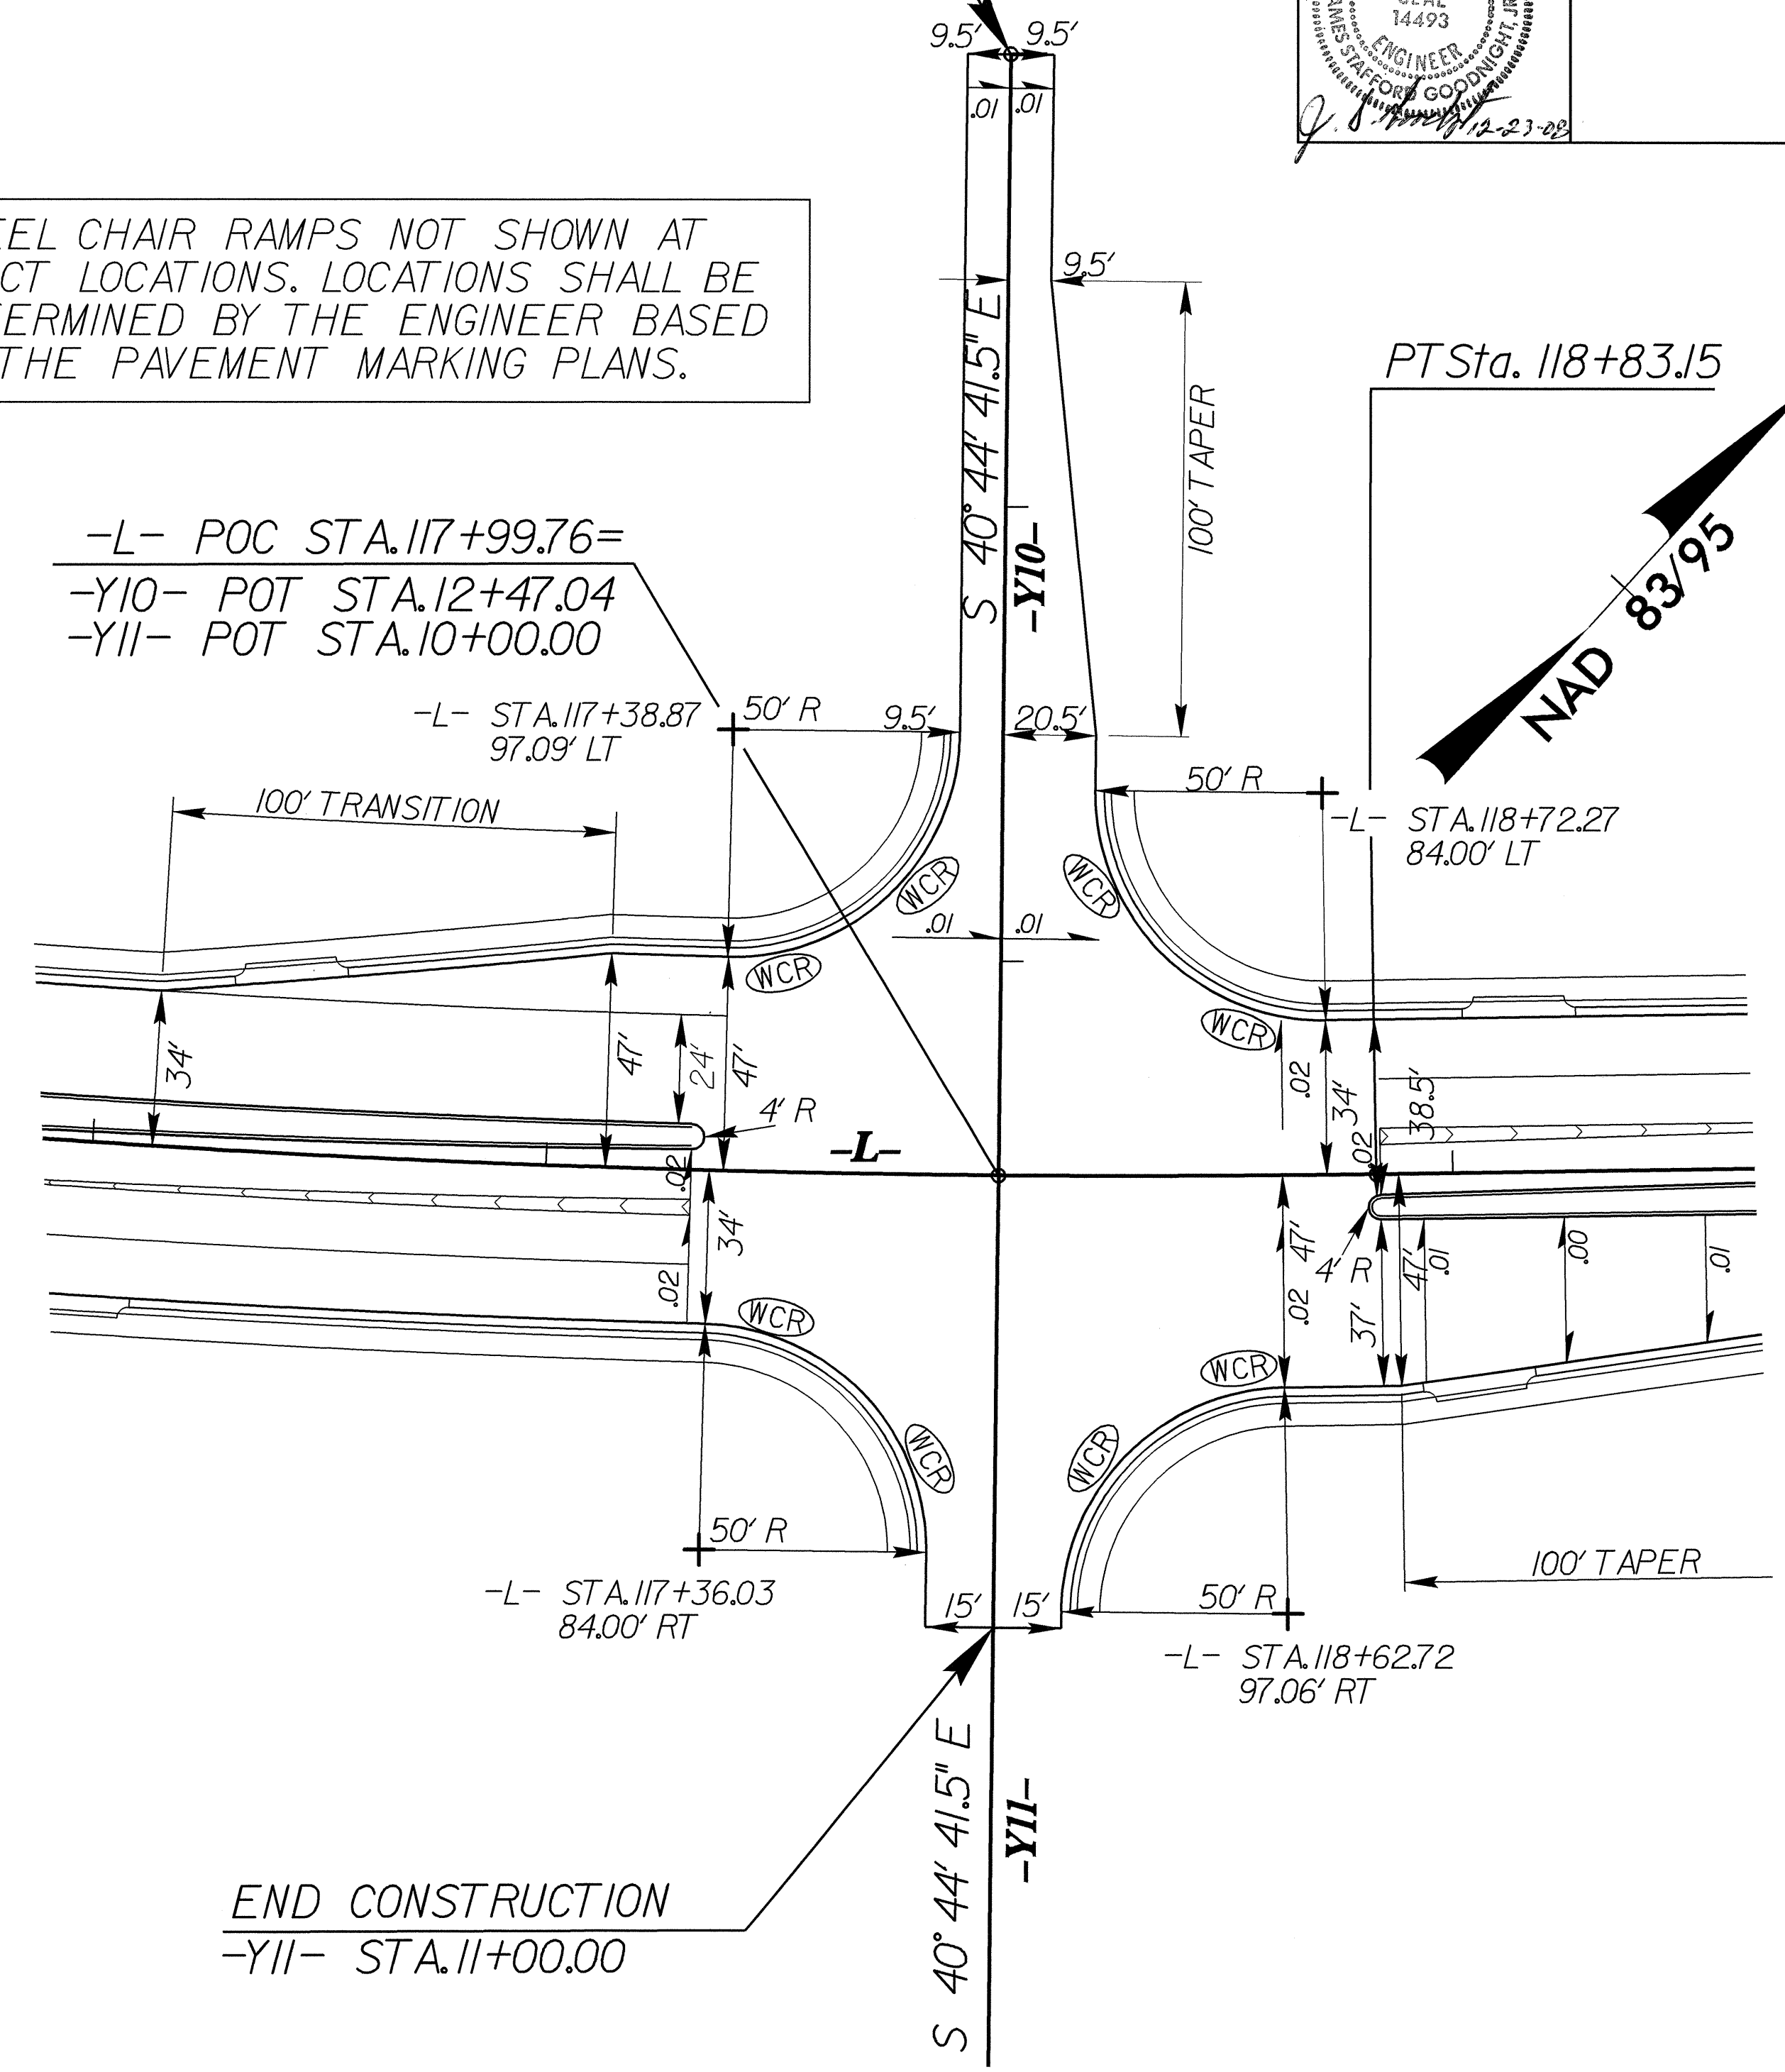 14493
ENGINEER
JAMES STAFFORD GOODNIGHT, JR
12-23-08
9.5' 9.5'
.01 .01
CHAIR RAMPS NOT SHOWN AT
LOCATIONS. LOCATIONS SHALL BE
BY THE ENGINEER BASED
THE PAVEMENT MARKING PLANS.
9.5'
S 40° 44' 41.5" E
-Y10-
100' TAPER
PT Sta. 118+83.15
NAD 83/95
-L- POC STA. 117+99.76=
-Y10- POT STA. 12+47.04
-Y11- POT STA. 10+00.00
-L- STA. 117+38.87
97.09' LT
50' R
9.5'
20.5'
50' R
-L- STA. 118+72.27
84.00' LT
100' TRANSITION
WCR
WCR
.01 .01
WCR
WCR
34'
47'
24'
47'
4' R
.02
34'
.02
38.5'
-L-
.02
34'
.02
47'
.02
4' R
37'
47'
.01
.00
.01
WCR
WCR
WCR
WCR
50' R
-L- STA. 117+36.03
84.00' RT
15' 15'
50' R
100' TAPER
-L- STA. 118+62.72
97.06' RT
S 40° 44' 41.5" E
-Y11-
END CONSTRUCTION
-Y11- STA. 11+00.00